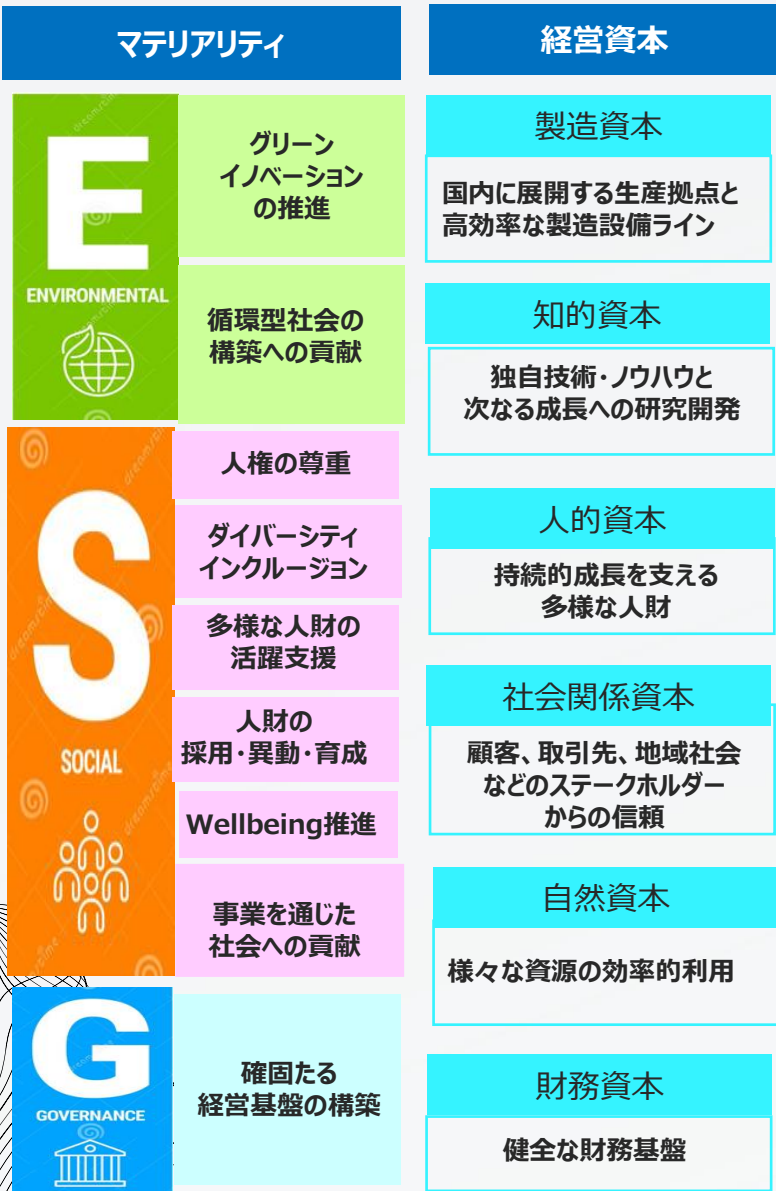 マテリアリティ
E
ENVIRONMENTAL
グリーン
イノベーション
の推進
循環型社会の
構築への貢献
S
SOCIAL
人権の尊重
ダイバーシティ
インクルージョン
多様な人財の
活躍支援
人財の
採用・異動・育成
Wellbeing推進
事業を通じた
社会への貢献
G
GOVERNANCE
確固たる
経営基盤の構築
経営資本
製造資本
国内に展開する生産拠点と
高効率な製造設備ライン
知的資本
独自技術・ノウハウと
次なる成長への研究開発
人的資本
持続的成長を支える
多様な人財
社会関係資本
顧客、取引先、地域社会
などのステークホルダー
からの信頼
自然資本
様々な資源の効率的利用
財務資本
健全な財務基盤